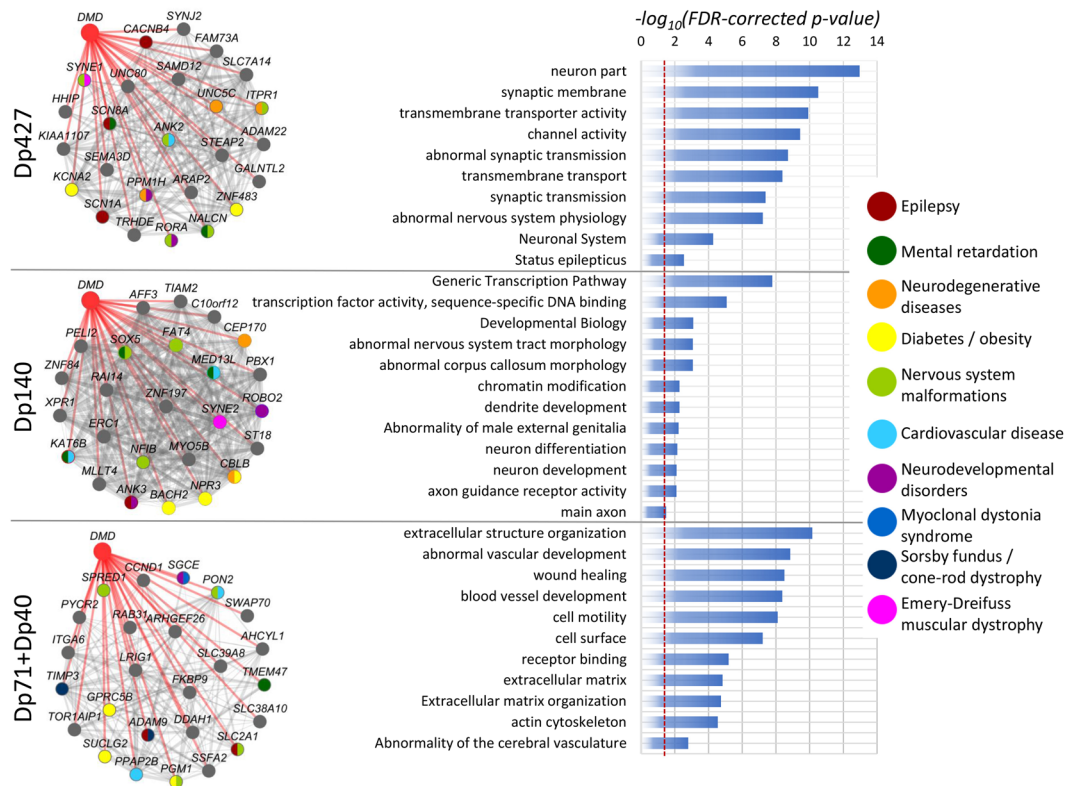 -log10(FDR-corrected p-value)
0 2 4 6 8 10 12 14
Dp427
DMD
SYNJ2
CACNB4
FAM73A
SLC7A14
SYNE1
UNC80
SAMD12
UNC5C
ITPR1
HHIP
SCN8A
ANK2
ADAM22
KIAA1107
STEAP2
SEMA3D
GALNTL2
KCNA2
PPM1H
ARAP2
ZNF483
SCN1A
TRHDE
RORA
NALCN
neuron part
synaptic membrane
transmembrane transporter activity
channel activity
abnormal synaptic transmission
transmembrane transport
synaptic transmission
abnormal nervous system physiology
Neuronal System
Status epilepticus
Dp140
DMD
AFF3
TIAM2
C10orf12
PELI2
SOX5
FAT4
CEP170
MED13L
PBX1
ZNF84
RAI14
ZNF197
ROBO2
XPR1
SYNE2
ERC1
ST18
KAT6B
NFIB
MYO5B
CBLB
MLLT4
ANK3
BACH2
NPR3
Generic Transcription Pathway
transcription factor activity, sequence-specific DNA binding
Developmental Biology
abnormal nervous system tract morphology
abnormal corpus callosum morphology
chromatin modification
dendrite development
Abnormality of male external genitalia
neuron differentiation
neuron development
axon guidance receptor activity
main axon
Dp71+Dp40
DMD
CCND1
SGCE
SPRED1
PON2
SWAP70
PYCR2
RAB31
ARHGEF26
AHCYL1
ITGA6
LRIG1
SLC39A8
TIMP3
FKBP9
TMEM47
GPRC5B
SLC38A10
TOR1AIP1
ADAM9
DDAH1
SLC2A1
SUCLG2
PPAP2B
PGM1
SSFA2
extracellular structure organization
abnormal vascular development
wound healing
blood vessel development
cell motility
cell surface
receptor binding
extracellular matrix
Extracellular matrix organization
actin cytoskeleton
Abnormality of the cerebral vasculature
Epilepsy
Mental retardation
Neurodegenerative
diseases
Diabetes / obesity
Nervous system
malformations
Cardiovascular disease
Neurodevelopmental
disorders
Myoclonal dystonia
syndrome
Sorsby fundus /
cone-rod dystrophy
Emery-Dreifuss
muscular dystrophy